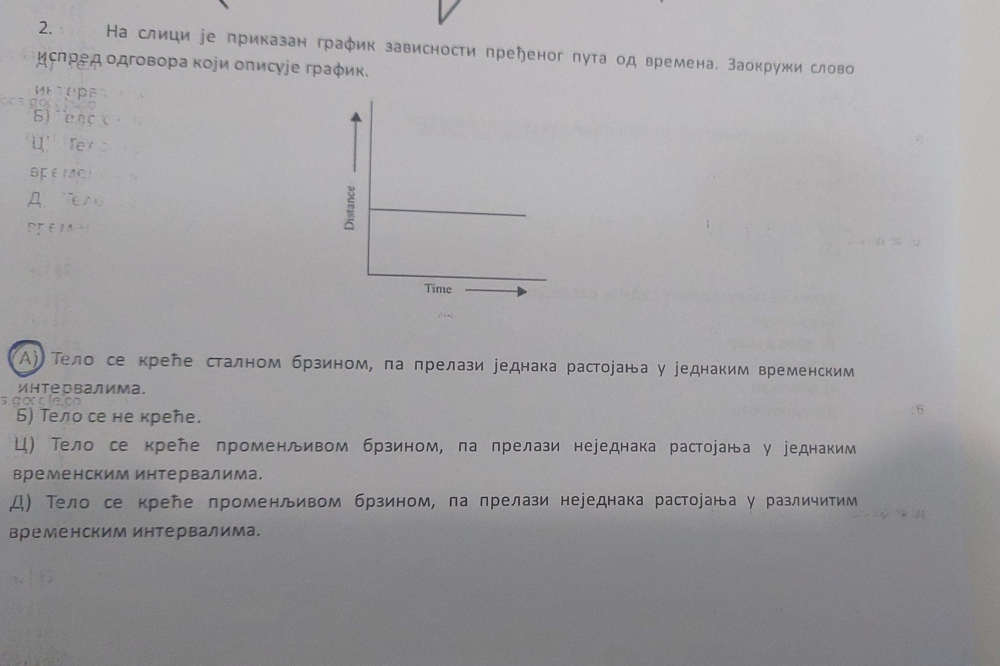 2. На слици је приказан график зависности пређеног пута од времена. Заокружи слово
испред одговора који описује график.
Distance
Time
А) Тело се креће сталном брзином, па прелази једнака растојања у једнаким временским
интервалима.
Б) Тело се не креће.
Ц) Тело се креће променљивом брзином, па прелази неједнака растојања у једнаким
временским интервалима.
Д) Тело се креће променљивом брзином, па прелази неједнака растојања у различитим
временским интервалима.